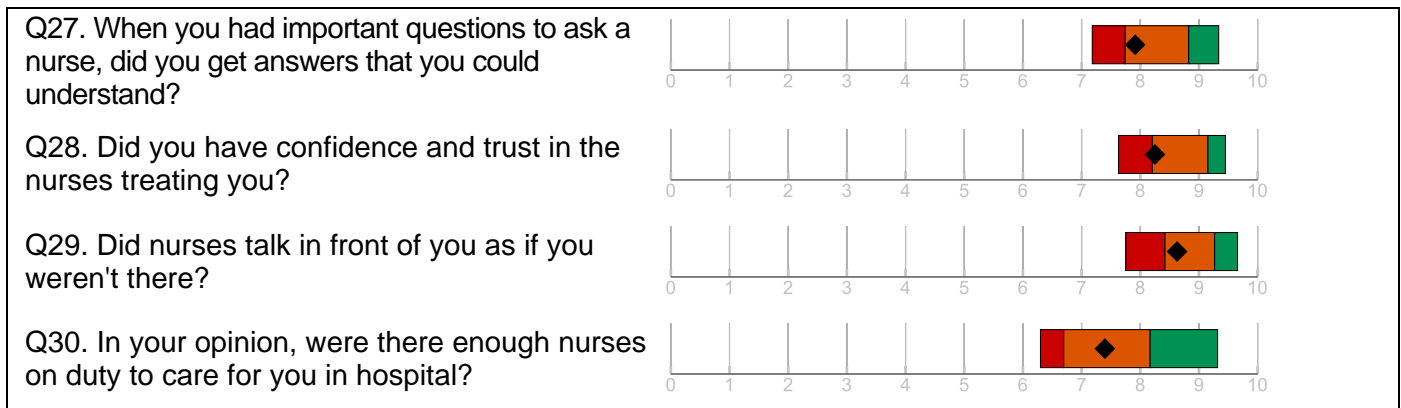 Q27. When you had important questions to ask a
nurse, did you get answers that you could
understand?
0 1 2 3 4 5 6 7 8 9 10
Q28. Did you have confidence and trust in the
nurses treating you?
0 1 2 3 4 5 6 7 8 9 10
Q29. Did nurses talk in front of you as if you
weren't there?
0 1 2 3 4 5 6 7 8 9 10
Q30. In your opinion, were there enough nurses
on duty to care for you in hospital?
0 1 2 3 4 5 6 7 8 9 10